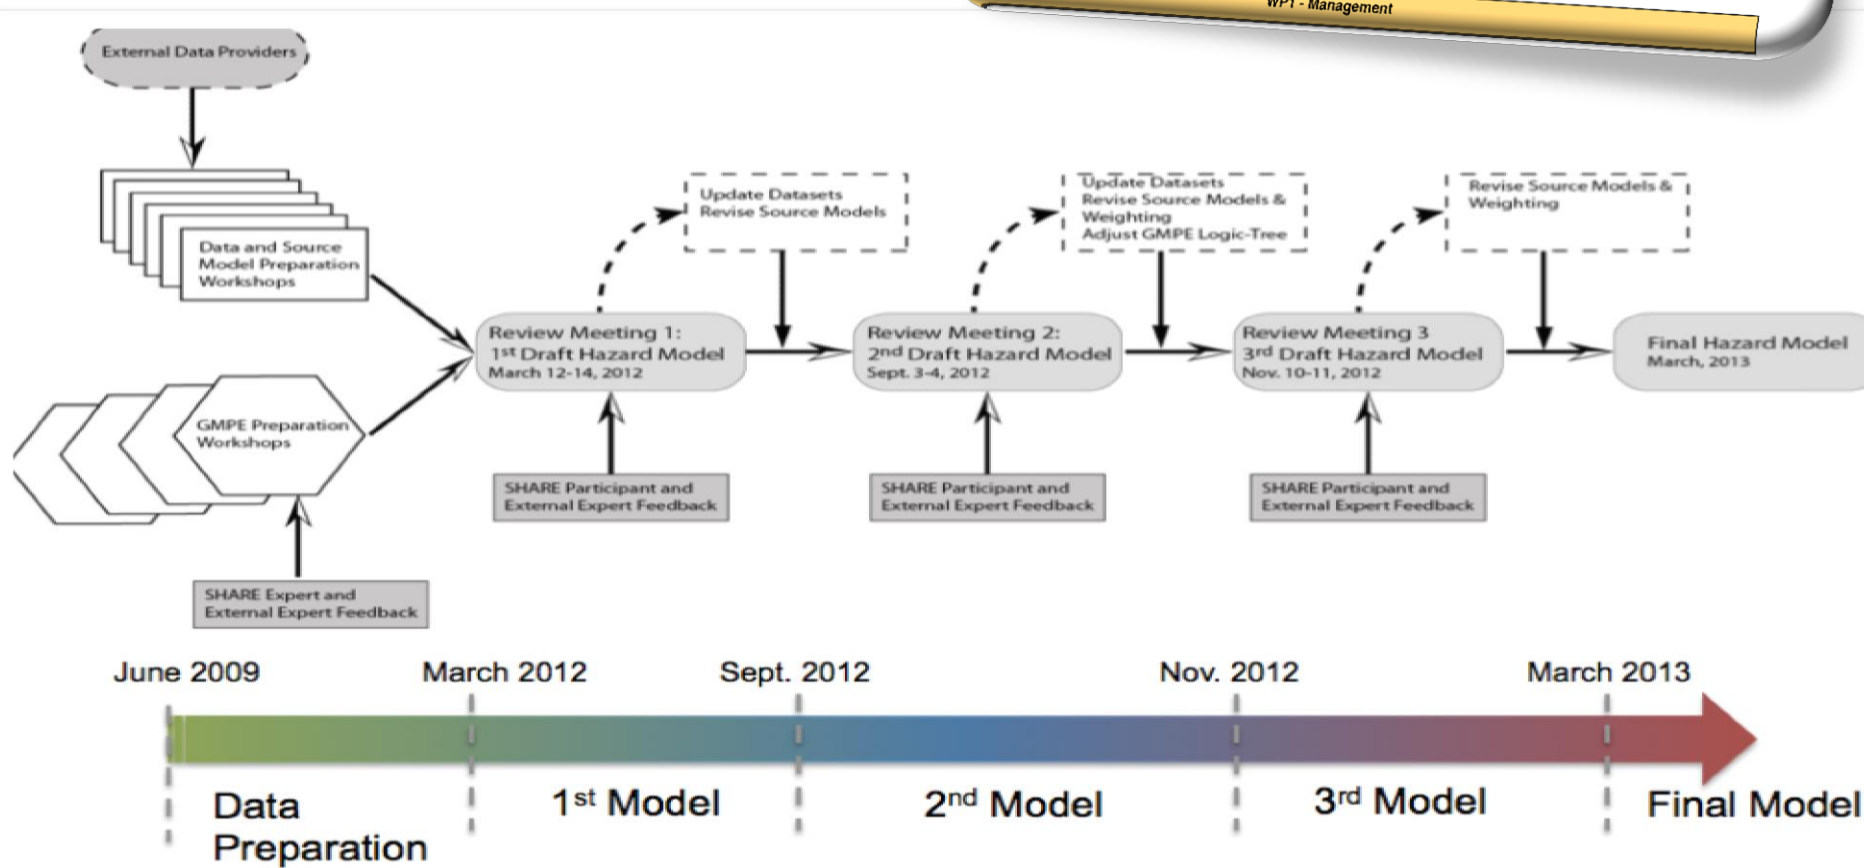 WP1 - Management
External Data Providers
Update Datasets
Revise Source Models
Update Datasets
Revise Source Models &
Weighting
Adjust GMPE Logic-Tree
Revise Source Models &
Weighting
Data and Source
Model Preparation
Workshops
Review Meeting 1:
1st Draft Hazard Model
March 12-14, 2012
Review Meeting 2:
2nd Draft Hazard Model
Sept. 3-4, 2012
Review Meeting 3
3rd Draft Hazard Model
Nov. 10-11, 2012
Final Hazard Model
March, 2013
GMPE Preparation
Workshops
SHARE Participant and
External Expert Feedback
SHARE Participant and
External Expert Feedback
SHARE Participant and
External Expert Feedback
SHARE Expert and
External Expert Feedback
June 2009
March 2012
Sept. 2012
Nov. 2012
March 2013
Data
Preparation
1st Model
2nd Model
3rd Model
Final Model